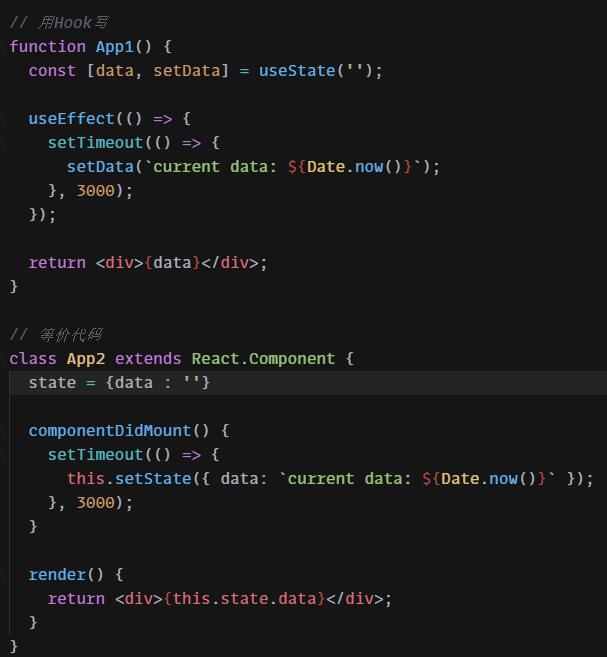 // 用Hook写
function App1() {
  const [data, setData] = useState('');

  useEffect(() => {
    setTimeout(() => {
      setData(`current data: ${Date.now()}`);
    }, 3000);
  });

  return <div>{data}</div>;
}

// 等价代码
class App2 extends React.Component {
  state = {data : ''}

  componentDidMount() {
    setTimeout(() => {
      this.setState({ data: `current data: ${Date.now()}` });
    }, 3000);
  }

  render() {
    return <div>{this.state.data}</div>;
  }
}